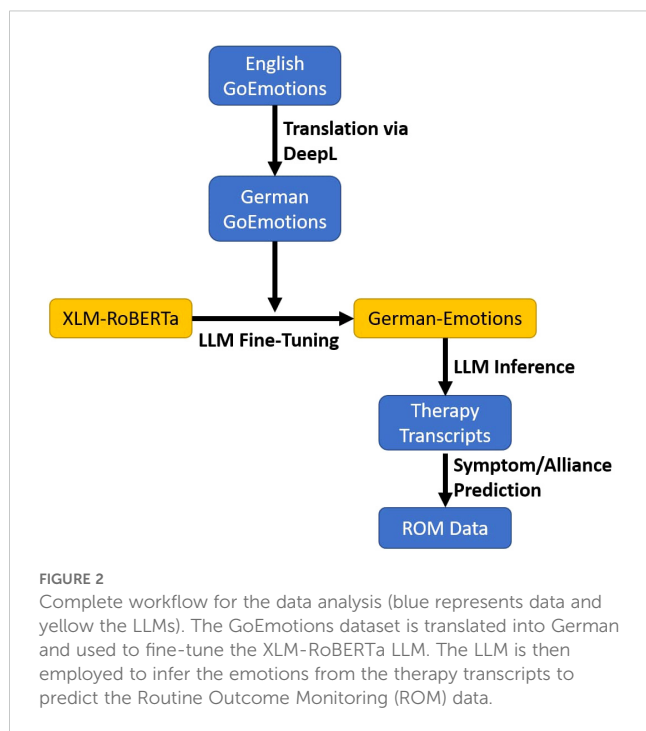 English
GoEmotions
Translation via
DeepL
German
GoEmotions
XLM-RoBERTa
LLM Fine-Tuning
German-Emotions
LLM Inference
Therapy
Transcripts
Symptom/Alliance
Prediction
ROM Data
FIGURE 2
Complete workflow for the data analysis (blue represents data and
yellow the LLMs). The GoEmotions dataset is translated into German
and used to fine-tune the XLM-RoBERTa LLM. The LLM is then
employed to infer the emotions from the therapy transcripts to
predict the Routine Outcome Monitoring (ROM) data.